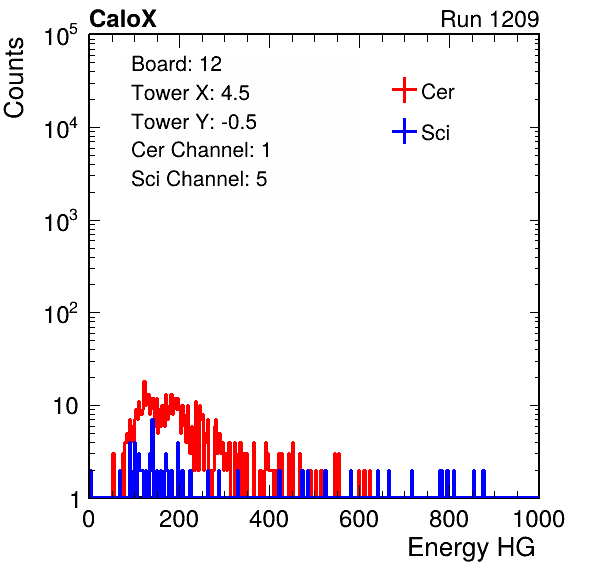 CaloX Run 1209
Counts
Board: 12
Tower X: 4.5
Tower Y: -0.5
Cer Channel: 1
Sci Channel: 5
Cer
Sci
10^5
10^4
10^3
10^2
10
1
0 200 400 600 800 1000
Energy HG